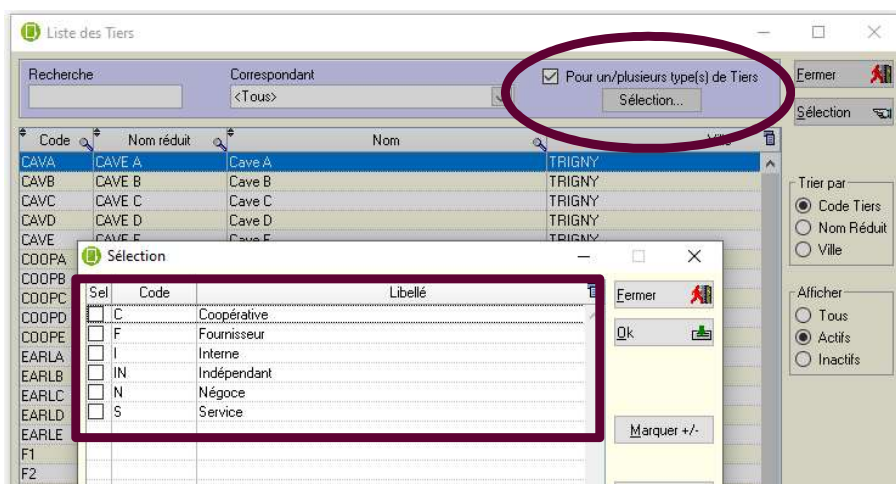 Liste des Tiers
Recherche
Correspondant
<Tous>
Pour un/plusieurs type(s) de Tiers
Sélection...
Fermer
Sélection
Code
Nom réduit
Nom
CAVA CAVE A Cave A TRIGNY
CAVB CAVE B Cave B TRIGNY
CAVC CAVE C Cave C TRIGNY
CAVD CAVE D Cave D TRIGNY
CAVE
COOPA
COOPB
COOPC
COOPD
COOPE
EARLA
EARLB
EARLC
EARLD
EARLE
F1
F2
Trier par
Code Tiers
Nom Réduit
Ville
Afficher
Tous
Actifs
Inactifs
Sélection
Sel Code Libellé
C Coopérative
F Fournisseur
I Interne
IN Indépendant
N Négoce
S Service
Fermer
Ok
Marquer +/-